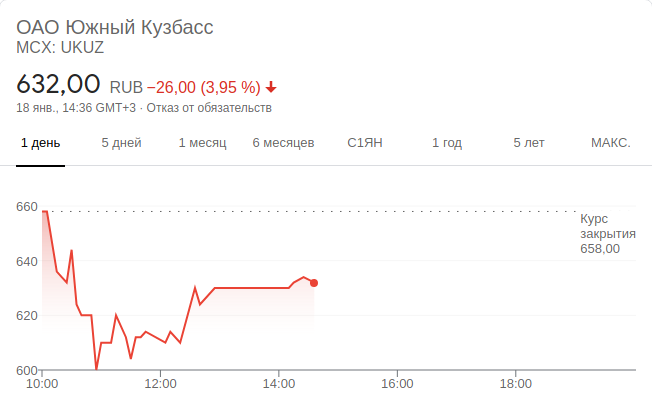 ОАО Южный Кузбасс
MCX: UKUZ
632,00 RUB −26,00 (3,95 %)
18 янв., 14:36 GMT+3 · Отказ от обязательств
1 день 5 дней 1 месяц 6 месяцев С1ЯН 1 год 5 лет МАКС.
660
Курс
закрытия
658,00
640
620
600
10:00 12:00 14:00 16:00 18:00